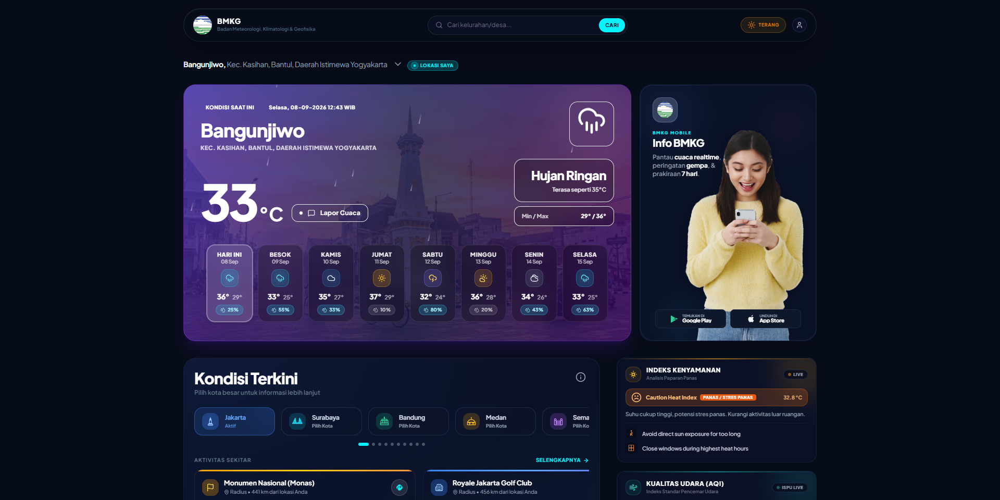 BMKG
Badan Meteorologi, Klimatologi & Geofisika
Cari kelurahan/desa...
CARI
TERANG
Bangunjiwo, Kec. Kasihan, Bantul, Daerah Istimewa Yogyakarta
LOKASI SAYA
KONDISI SAAT INI
Selasa, 08-09-2026 12:43 WIB
Bangunjiwo
KEC. KASIHAN, BANTUL, DAERAH ISTIMEWA YOGYAKARTA
33°C
Lapor Cuaca
Hujan Ringan
Terasa seperti 35°C
Min / Max 29° / 36°
HARI INI
08 Sep
36° 29°
25%
BESOK
09 Sep
33° 25°
55%
KAMIS
10 Sep
35° 27°
33%
JUMAT
11 Sep
37° 29°
10%
SABTU
12 Sep
32° 24°
80%
MINGGU
13 Sep
36° 28°
20%
SENIN
14 Sep
34° 26°
43%
SELASA
15 Sep
33° 25°
63%
BMKG MOBILE
Info BMKG
Pantau cuaca realtime,
peringatan gempa, &
prakiraan 7 hari.
TEMUKAN DI
Google Play
UNDUH DI
App Store
Kondisi Terkini
Pilih kota besar untuk informasi lebih lanjut
Jakarta
Aktif
Surabaya
Pilih Kota
Bandung
Pilih Kota
Medan
Pilih Kota
Sema
Pilih Ko
AKTIVITAS SEKITAR
SELENGKAPNYA
Monumen Nasional (Monas)
Radius • 441 km dari lokasi Anda
Royale Jakarta Golf Club
Radius • 456 km dari lokasi Anda
INDEKS KENYAMANAN
Analisis Paparan Panas
LIVE
Caution Heat Index
PANAS / STRES PANAS
32.8°C
Suhu cukup tinggi, potensi stres panas. Kurangi aktivitas luar ruangan.
Avoid direct sun exposure for too long
Close windows during highest heat hours
KUALITAS UDARA (AQI)
Indeks Standar Pencemar Udara
ISPU LIVE